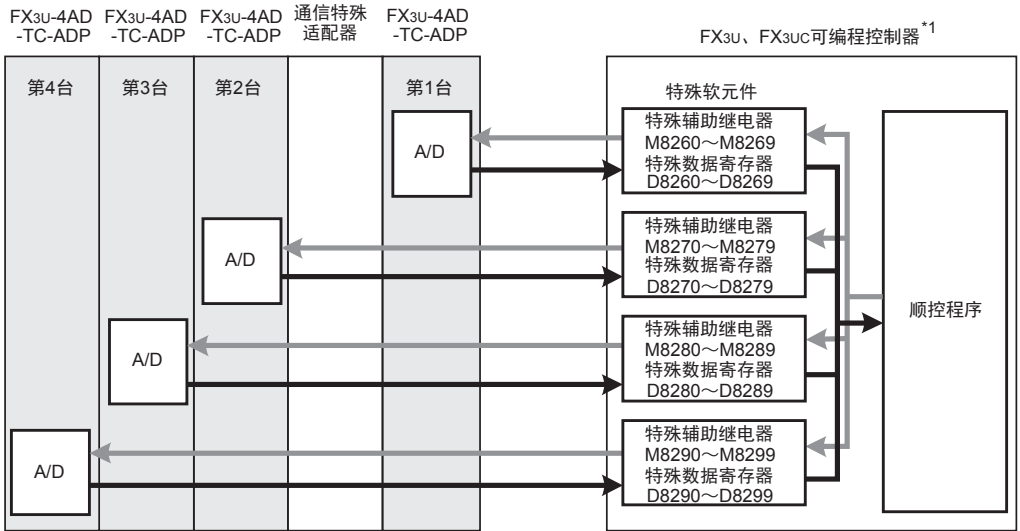 FX3U-4AD
-TC-ADP
FX3U-4AD
-TC-ADP
FX3U-4AD
-TC-ADP
通信特殊
适配器
FX3U-4AD
-TC-ADP
FX3U、FX3UC可编程控制器*1
第4台
第3台
第2台
第1台
特殊软元件
A/D
特殊辅助继电器
M8260～M8269
特殊数据寄存器
D8260～D8269
A/D
特殊辅助继电器
M8270～M8279
特殊数据寄存器
D8270～D8279
顺控程序
A/D
特殊辅助继电器
M8280～M8289
特殊数据寄存器
D8280～D8289
A/D
特殊辅助继电器
M8290～M8299
特殊数据寄存器
D8290～D8299